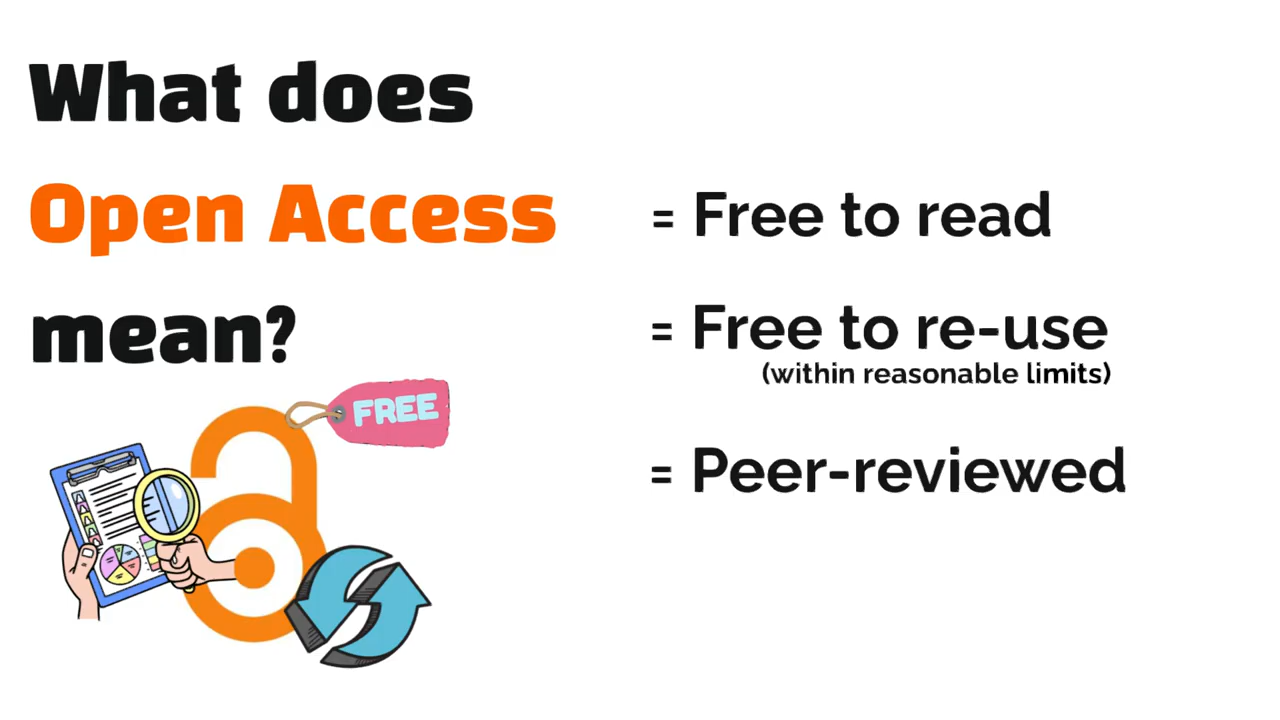 What does
Open Access
mean?
FREE
= Free to read
= Free to re-use
(within reasonable limits)
= Peer-reviewed